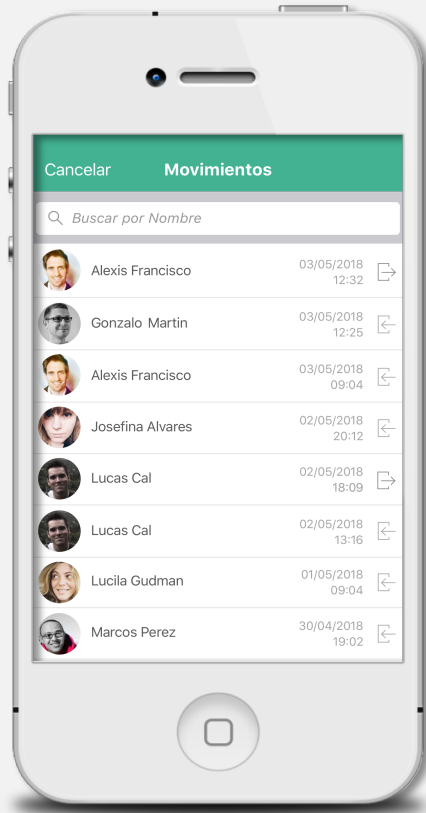 Cancelar Movimientos
Buscar por Nombre
Alexis Francisco 03/05/2018
12:32
Gonzalo Martin 03/05/2018
12:25
Alexis Francisco 03/05/2018
09:04
Josefina Alvares 02/05/2018
20:12
Lucas Cal 02/05/2018
18:09
Lucas Cal 02/05/2018
13:16
Lucila Gudman 01/05/2018
09:04
Marcos Perez 30/04/2018
19:02